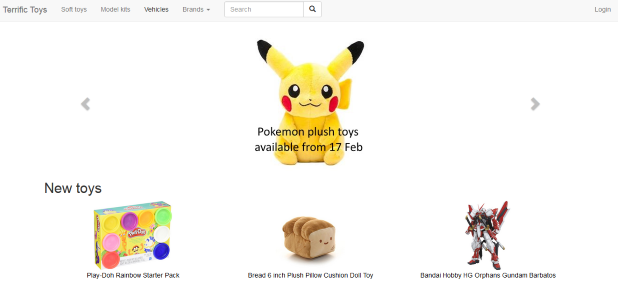 Terrific Toys Soft toys Model kits Vehicles Brands Search Login
Pokemon plush toys
available from 17 Feb
New toys
Play-Doh
Play-Doh Rainbow Starter Pack Bread 6 inch Plush Pillow Cushion Doll Toy Bandai Hobby HG Orphans Gundam Barbatos